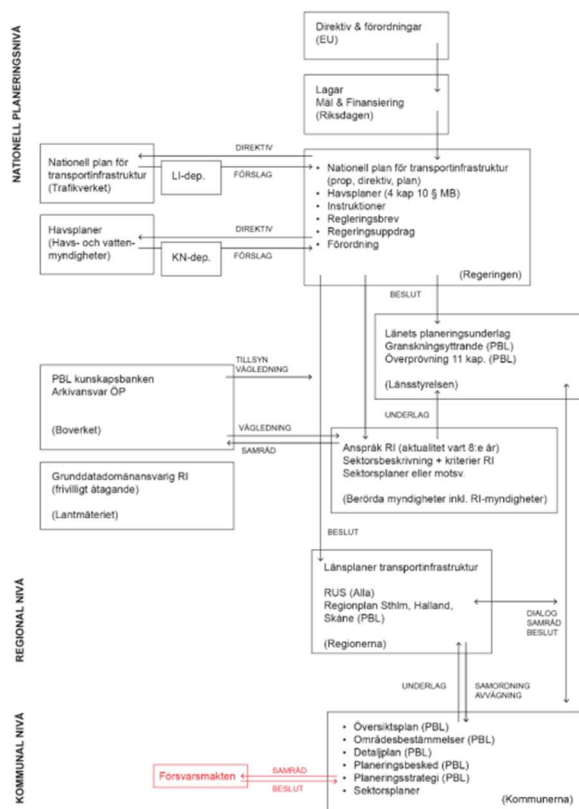 NATIONELL PLANERINGSNIVÅ
Direktiv & förordningar
(EU)
Lagar
Mål & Finansiering
(Riksdagen)
Nationell plan för
transportinfrastruktur
(Trafikverket)
LI-dep.
DIREKTIV
FÖRSLAG
Havsplaner
(Havs- och vatten-
myndigheter)
KN-dep.
DIREKTIV
FÖRSLAG
• Nationell plan för transportinfrastruktur
(prop, direktiv, plan)
• Havsplaner (4 kap 10 § MB)
• Instruktioner
• Regleringsbrev
• Regeringsuppdrag
• Förordning
(Regeringen)
BESLUT
Länets planeringsunderlag
Granskningsyttrande (PBL)
Överprövning 11 kap. (PBL)
(Länsstyrelsen)
PBL kunskapsbanken
Arkivansvar ÖP
(Boverket)
TILLSYN
VÄGLEDNING
VÄGLEDNING
SAMRÅD
UNDERLAG
Anspråk RI (aktualitet vart 8:e år)
Sektorsbeskrivning + kriterier RI
Sektorsplaner eller motsv.
(Berörda myndigheter inkl. RI-myndigheter)
Grunddatadomänansvarig RI
(frivilligt åtagande)
(Lantmäteriet)
BESLUT
REGIONAL NIVÅ
Länsplaner transportinfrastruktur
RUS (Alla)
Regionplan Sthlm, Halland,
Skåne (PBL)
(Regionerna)
DIALOG
SAMRÅD
BESLUT
UNDERLAG
SAMORDNING
AVVÄGNING
KOMMUNAL NIVÅ
Försvarsmakten
SAMRÅD
BESLUT
• Översiktsplan (PBL)
• Områdesbestämmelser (PBL)
• Detaljplan (PBL)
• Planeringsbesked (PBL)
• Planeringsstrategi (PBL)
• Sektorsplaner
(Kommunerna)